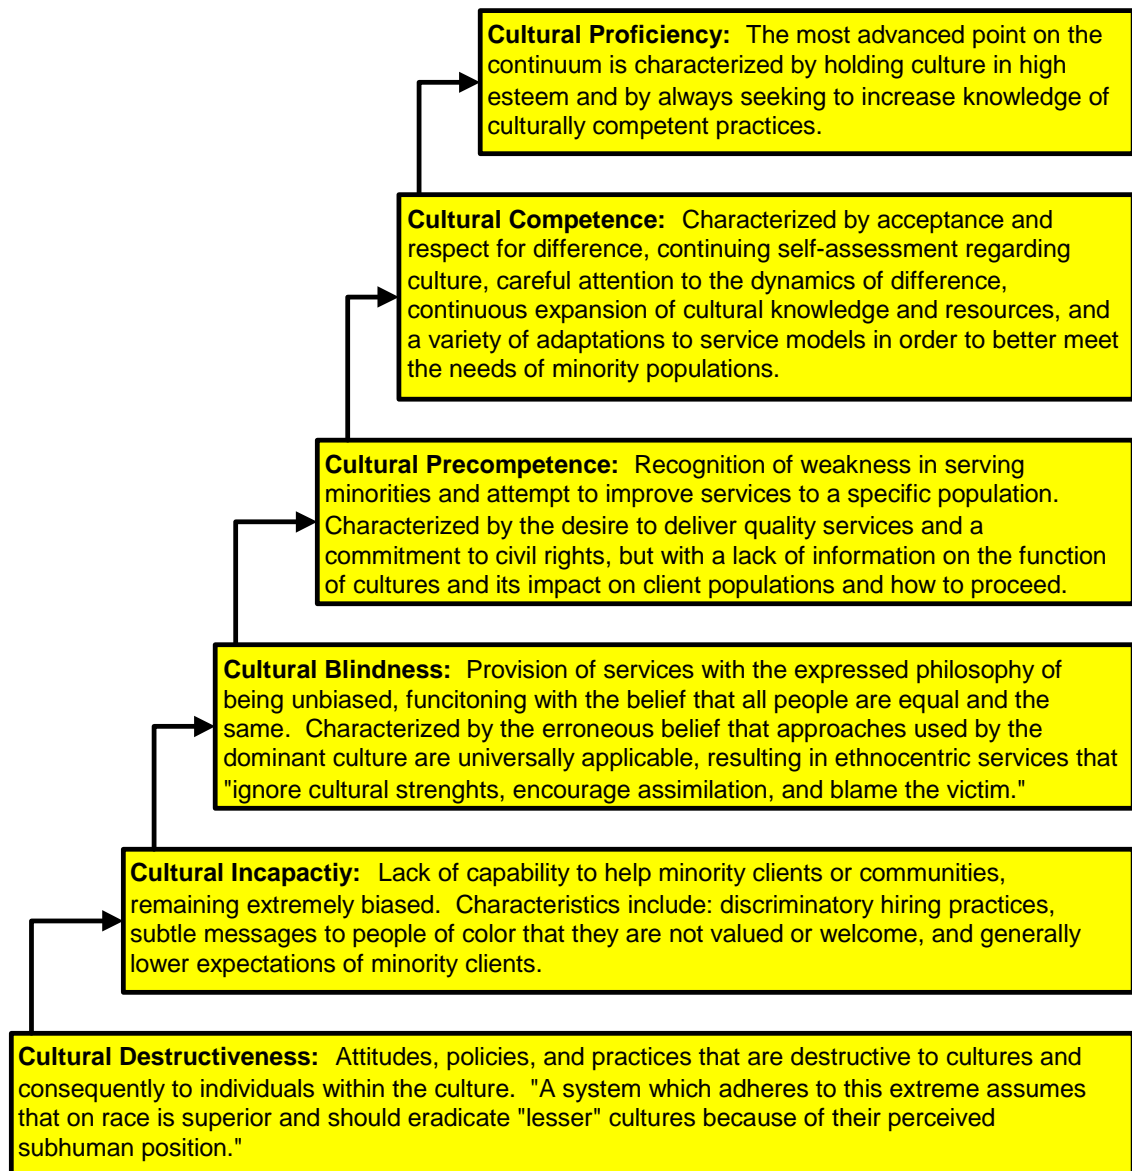 Cultural Proficiency: The most advanced point on the
continuum is characterized by holding culture in high
esteem and by always seeking to increase knowledge of
culturally competent practices.
Cultural Competence: Characterized by acceptance and
respect for difference, continuing self-assessment regarding
culture, careful attention to the dynamics of difference,
continuous expansion of cultural knowledge and resources, and
a variety of adaptations to service models in order to better meet
the needs of minority populations.
Cultural Precompetence: Recognition of weakness in serving
minorities and attempt to improve services to a specific population.
Characterized by the desire to deliver quality services and a
commitment to civil rights, but with a lack of information on the function
of cultures and its impact on client populations and how to proceed.
Cultural Blindness: Provision of services with the expressed philosophy of
being unbiased, funcitoning with the belief that all people are equal and the
same. Characterized by the erroneous belief that approaches used by the
dominant culture are universally applicable, resulting in ethnocentric services that
"ignore cultural strenghts, encourage assimilation, and blame the victim."
Cultural Incapactiy: Lack of capability to help minority clients or communities,
remaining extremely biased. Characteristics include: discriminatory hiring practices,
subtle messages to people of color that they are not valued or welcome, and generally
lower expectations of minority clients.
Cultural Destructiveness: Attitudes, policies, and practices that are destructive to cultures and
consequently to individuals within the culture. "A system which adheres to this extreme assumes
that on race is superior and should eradicate "lesser" cultures because of their perceived
subhuman position."